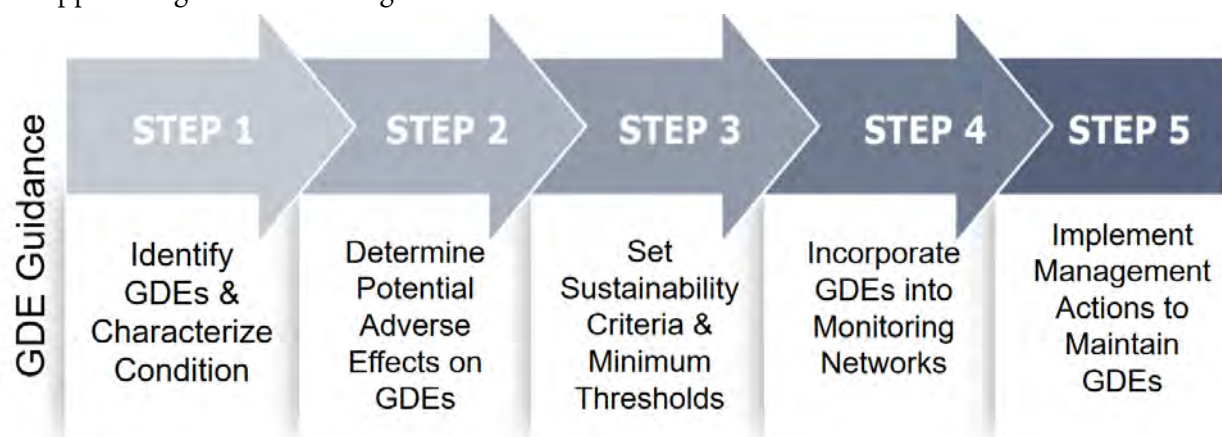 GDE Guidance
STEP 1
Identify
GDEs &
Characterize
Condition
STEP 2
Determine
Potential
Adverse
Effects on
GDEs
STEP 3
Set
Sustainability
Criteria &
Minimum
Thresholds
STEP 4
Incorporate
GDEs into
Monitoring
Networks
STEP 5
Implement
Management
Actions to
Maintain
GDEs